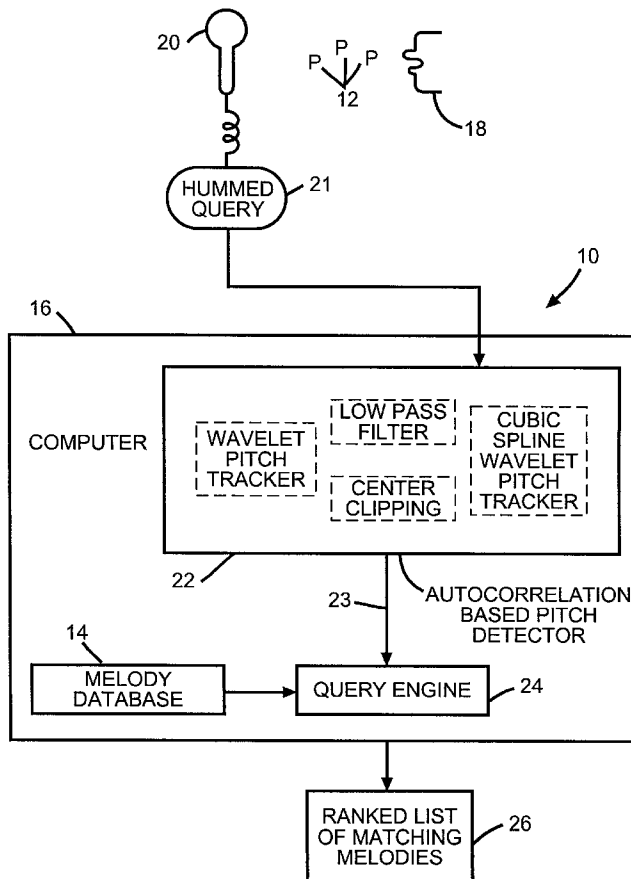 20
P P P
12
18
HUMMED
QUERY
21
10
16
COMPUTER
WAVELET
PITCH
TRACKER
LOW PASS
FILTER
CENTER
CLIPPING
CUBIC
SPLINE
WAVELET
PITCH
TRACKER
22
23
AUTOCORRELATION
BASED PITCH
DETECTOR
14
MELODY
DATABASE
QUERY ENGINE
24
RANKED LIST
OF MATCHING
MELODIES
26